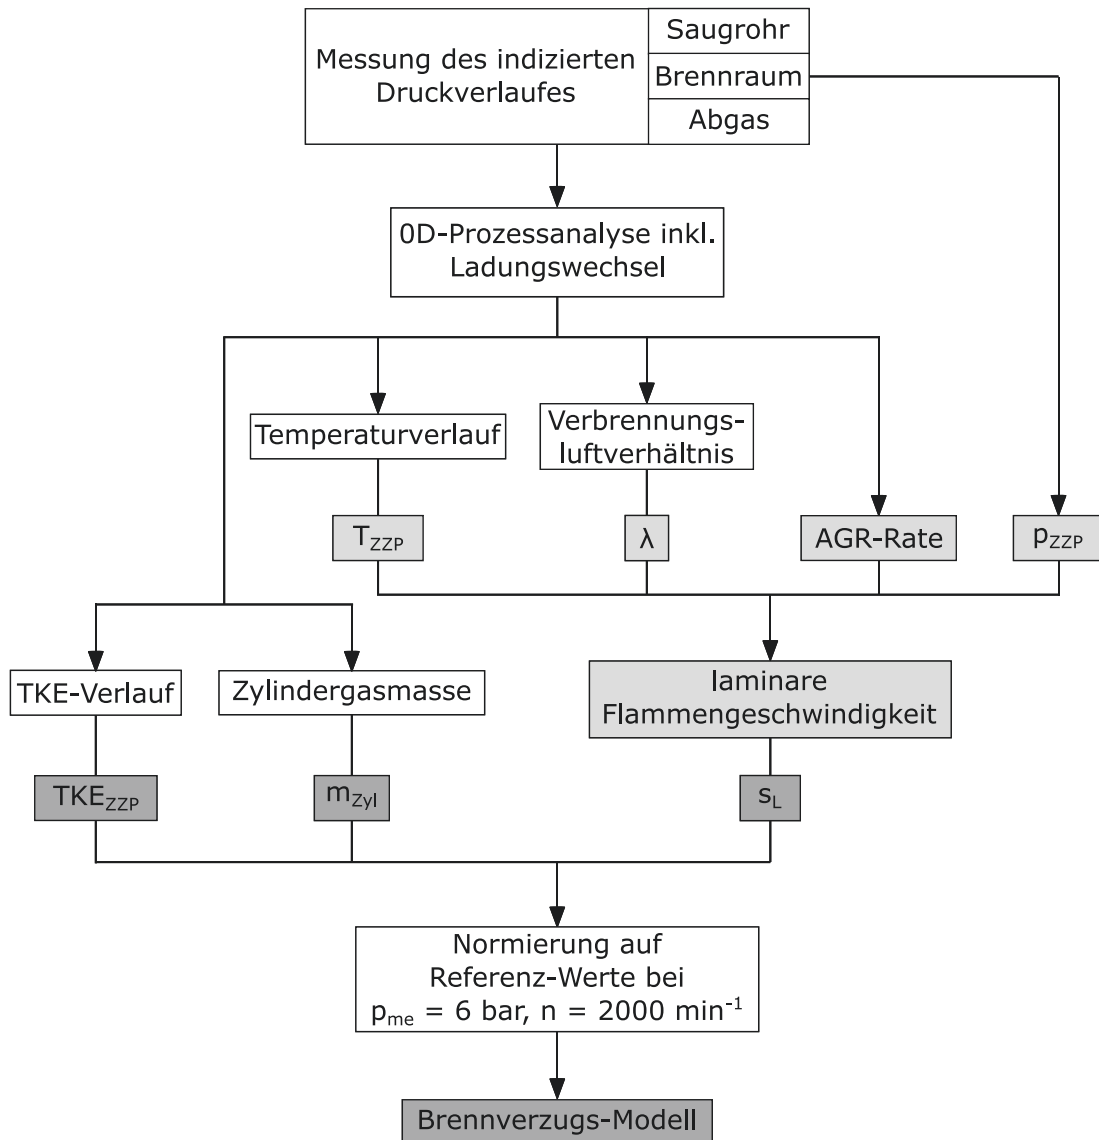 Messung des indizierten
Druckverlaufes
Saugrohr
Brennraum
Abgas
0D-Prozessanalyse inkl.
Ladungswechsel
Temperaturverlauf
Verbrennungs-
luftverhältnis
T_ZZP
λ
AGR-Rate
p_ZZP
TKE-Verlauf
Zylindergasmasse
laminare
Flammengeschwindigkeit
TKE_ZZP
m_Zyl
s_L
Normierung auf
Referenz-Werte bei
p_me = 6 bar, n = 2000 min⁻¹
Brennverzugs-Modell